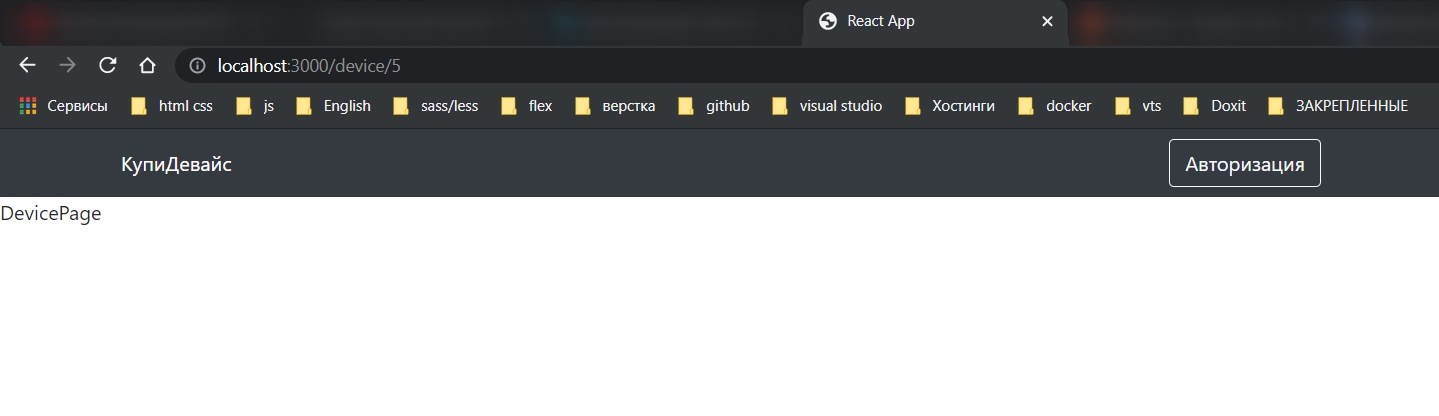 React App
localhost:3000/device/5
Сервисы html css js English sass/less flex верстка github visual studio Хостинги docker vts Doxit ЗАКРЕПЛЕННЫЕ
КупиДевайс Авторизация
DevicePage